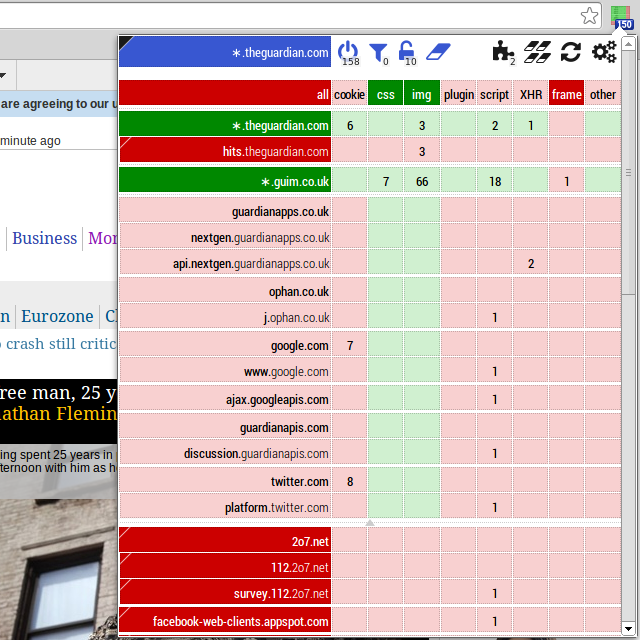 150
∗.theguardian.com 158 0 10 2
are agreeing to our u
all cookie css img plugin script XHR frame other
∗.theguardian.com 6 3 2 1
minute ago
hits.theguardian.com 3
∗.guim.co.uk 7 66 18 1
guardianapps.co.uk
Business Mor
nextgen.guardianapps.co.uk
api.nextgen.guardianapps.co.uk 2
ophan.co.uk
n Eurozone C
j.ophan.co.uk 1
crash still critic
google.com 7
www.google.com 1
ree man, 25 y
ajax.googleapis.com 1
athan Flemin
guardianapis.com
ing spent 25 years in
discussion.guardianapis.com 1
fternoon with him as h
twitter.com 8
platform.twitter.com 1
2o7.net
112.2o7.net
survey.112.2o7.net 1
facebook-web-clients.appspot.com 1